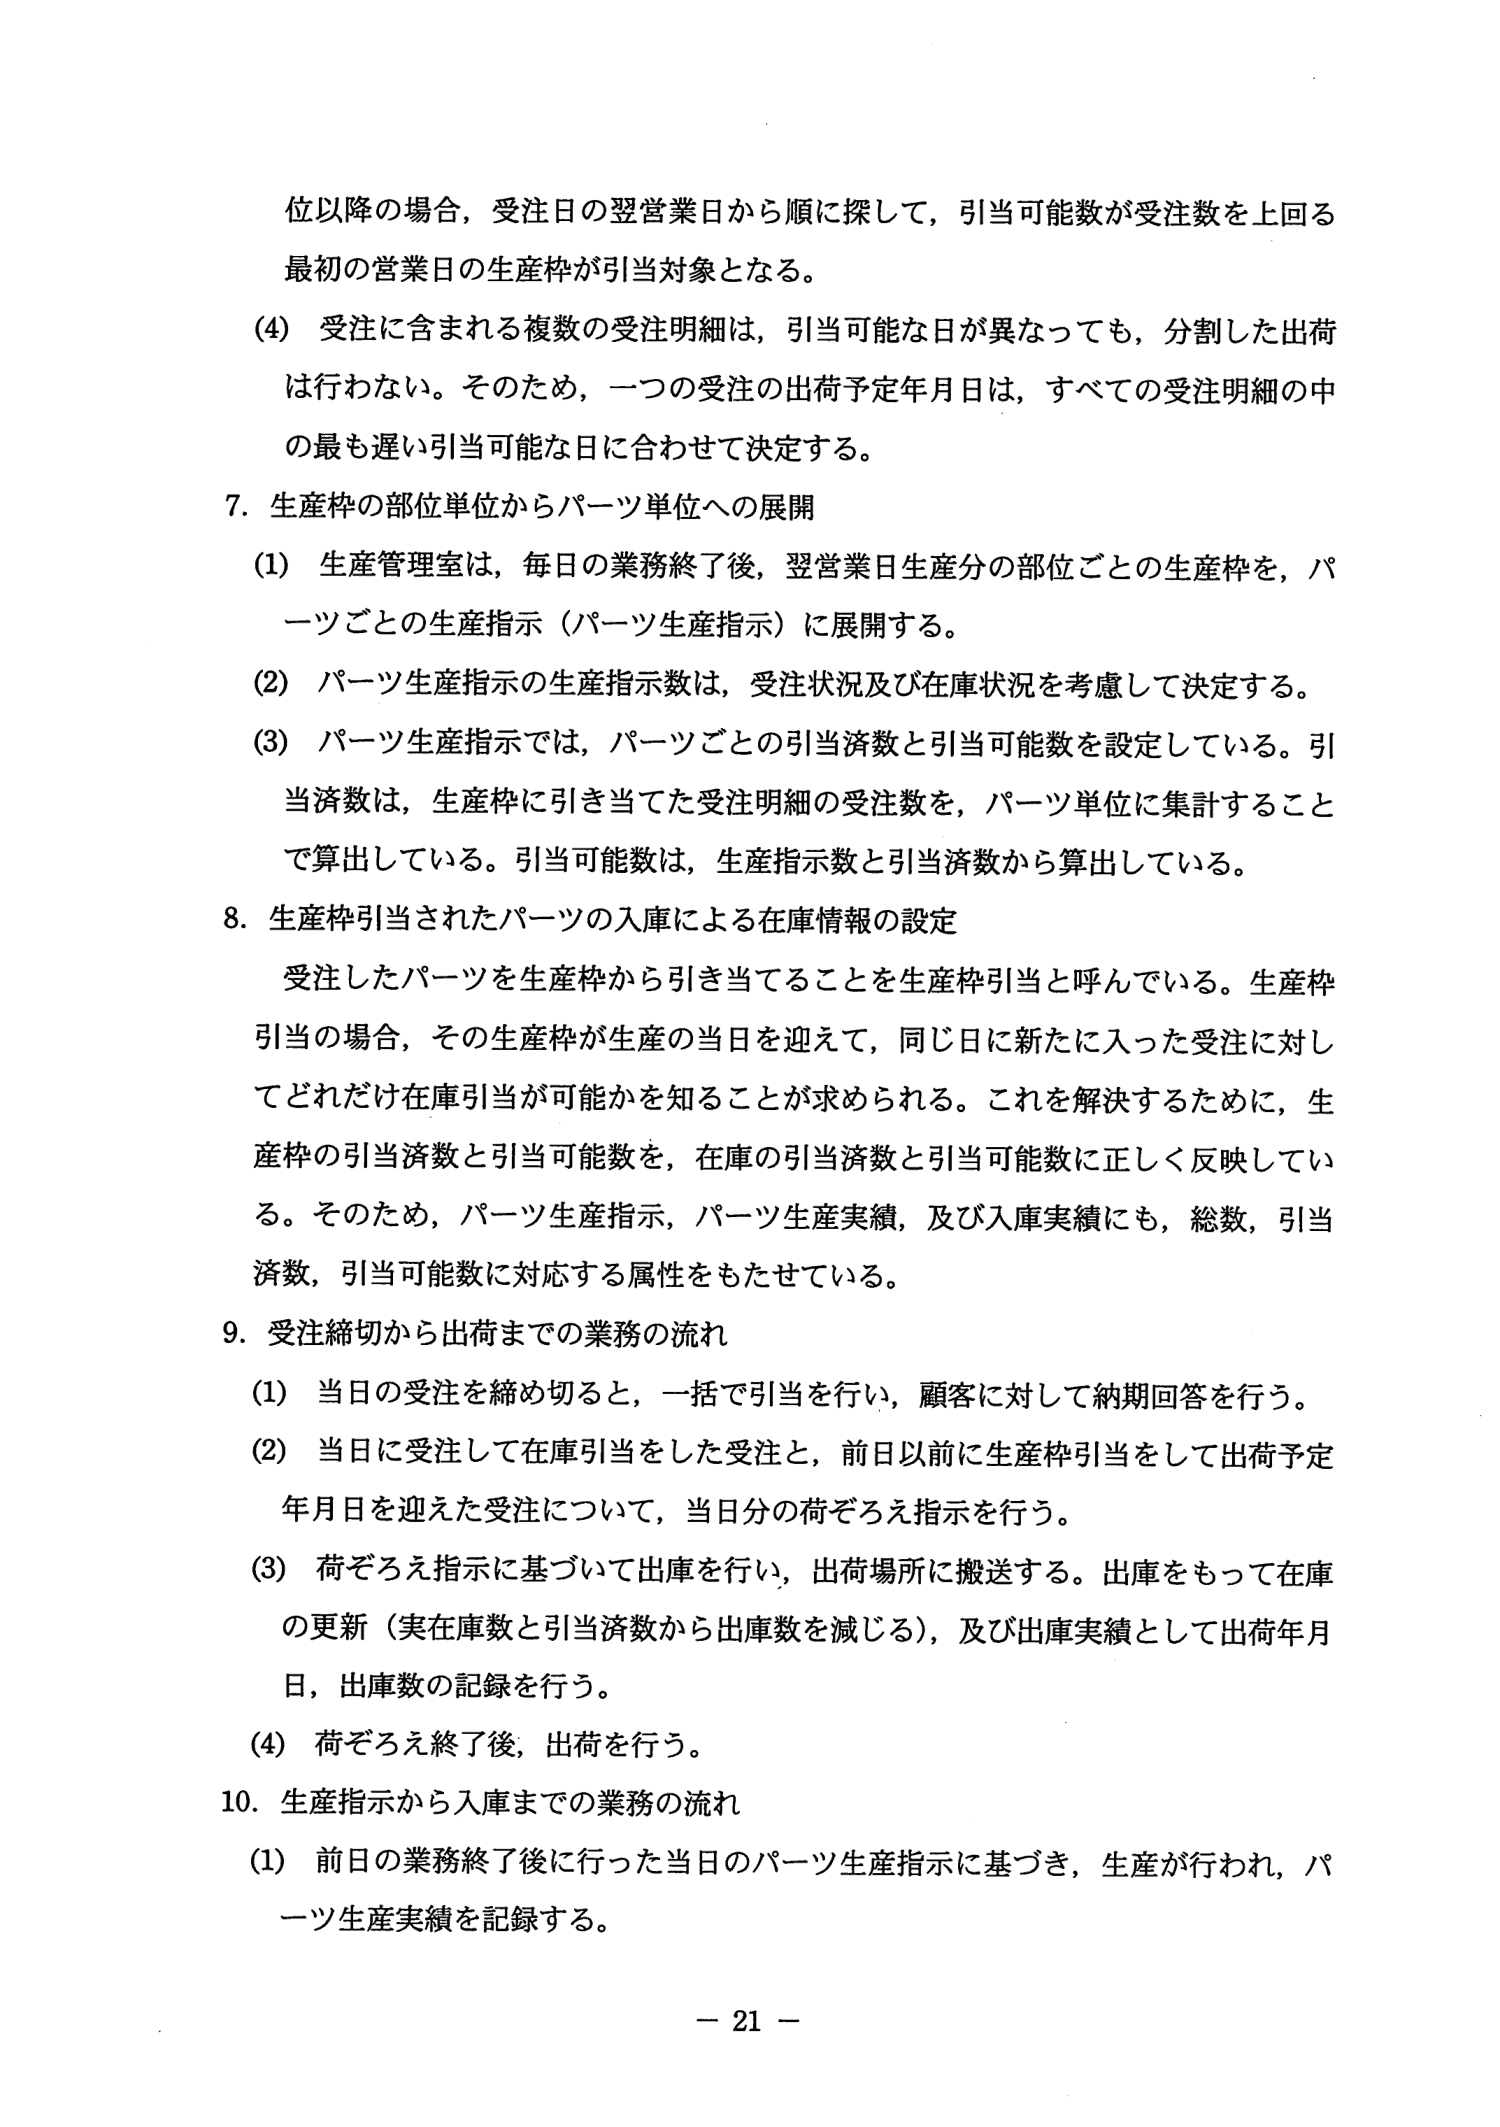 位以降の場合，受注日の翌営業日から順に探して，引当可能数が受注数を上回る
最初の営業日の生産枠が引当対象となる。
(4) 受注に含まれる複数の受注明細は，引当可能な日が異なっても，分割した出荷
は行わない。そのため，一つの受注の出荷予定年月日は，すべての受注明細の中
の最も遅い引当可能な日に合わせて決定する。
7. 生産枠の部位単位からパーツ単位への展開
(1) 生産管理室は，毎日の業務終了後，翌営業日生産分の部位ごとの生産枠を，パ
ーツごとの生産指示（パーツ生産指示）に展開する。
(2) パーツ生産指示の生産指示数は，受注状況及び在庫状況を考慮して決定する。
(3) パーツ生産指示では，パーツごとの引当済数と引当可能数を設定している。引
当済数は，生産枠に引き当てた受注明細の受注数を，パーツ単位に集計すること
で算出している。引当可能数は，生産指示数と引当済数から算出している。
8. 生産枠引当されたパーツの入庫による在庫情報の設定
受注したパーツを生産枠から引き当てることを生産枠引当と呼んでいる。生産枠
引当の場合，その生産枠が生産の当日を迎えて，同じ日に新たに入った受注に対し
てどれだけ在庫引当が可能かを知ることが求められる。これを解決するために，生
産枠の引当済数と引当可能数を，在庫の引当済数と引当可能数に正しく反映してい
る。そのため，パーツ生産指示，パーツ生産実績，及び入庫実績にも，総数，引当
済数，引当可能数に対応する属性をもたせている。
9. 受注締切から出荷までの業務の流れ
(1) 当日の受注を締め切ると，一括で引当を行い，顧客に対して納期回答を行う。
(2) 当日に受注して在庫引当をした受注と，前日以前に生産枠引当をして出荷予定
年月日を迎えた受注について，当日分の荷ぞろえ指示を行う。
(3) 荷ぞろえ指示に基づいて出庫を行い，出荷場所に搬送する。出庫をもって在庫
の更新（実在庫数と引当済数から出庫数を減じる），及び出庫実績として出荷年月
日，出庫数の記録を行う。
(4) 荷ぞろえ終了後，出荷を行う。
10. 生産指示から入庫までの業務の流れ
(1) 前日の業務終了後に行った当日のパーツ生産指示に基づき，生産が行われ，パ
ーツ生産実績を記録する。
― 21 ―